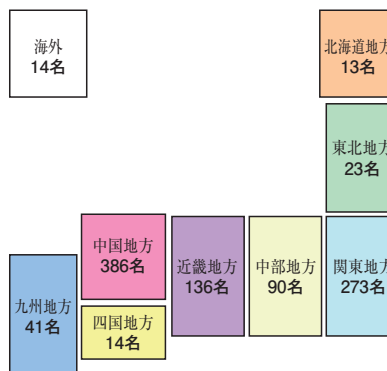 海外
14名
北海道地方
13名
東北地方
23名
中国地方
386名
近畿地方
136名
中部地方
90名
関東地方
273名
九州地方
41名
四国地方
14名